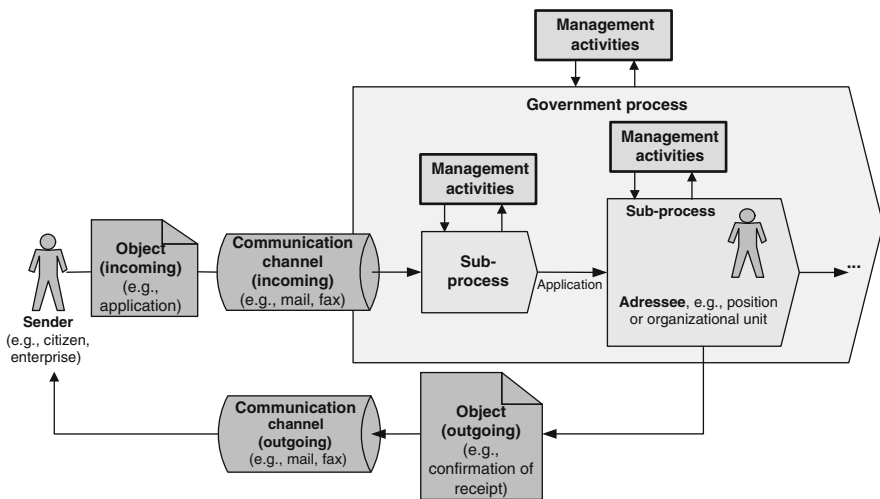 Management
activities
Government process
Management
activities
Management
activities
Sub-process
Object
(incoming)
(e.g.,
application)
Communication
channel
(incoming)
(e.g., mail, fax)
Sub-
process
Application
...
Adressee, e.g., position
or organizational unit
Sender
(e.g., citizen,
enterprise)
Communication
channel
(outgoing)
(e.g., mail, fax)
Object
(outgoing)
(e.g.,
confirmation of
receipt)